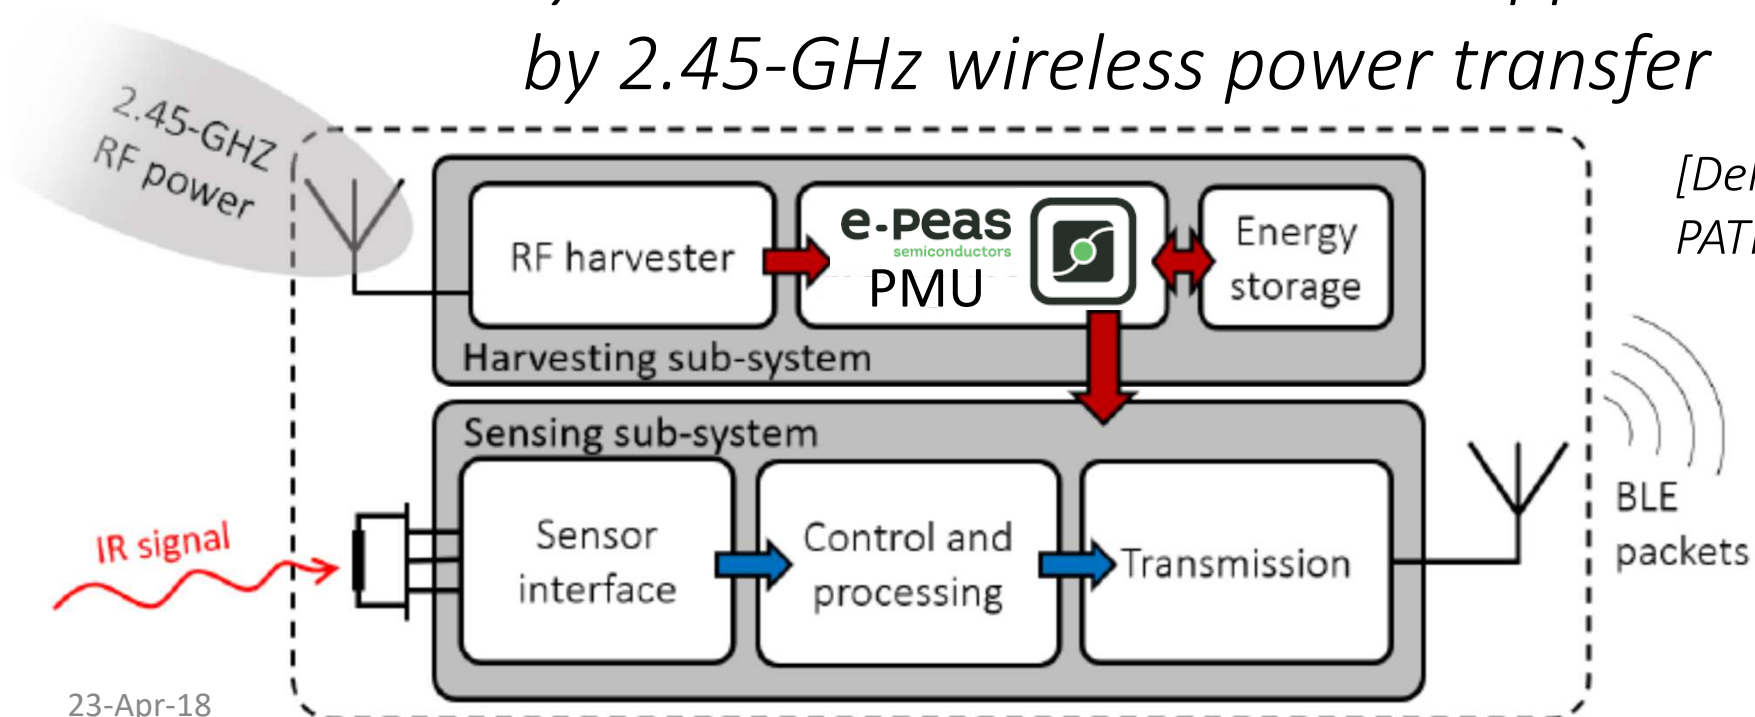 by 2.45-GHz wireless power transfer
2.45-GHZ
RF power
[Del
PATI
RF harvester
e-peas
semiconductors
PMU
Energy
storage
Harvesting sub-system
Sensing sub-system
IR signal
Sensor
interface
Control and
processing
Transmission
BLE
packets
23-Apr-18